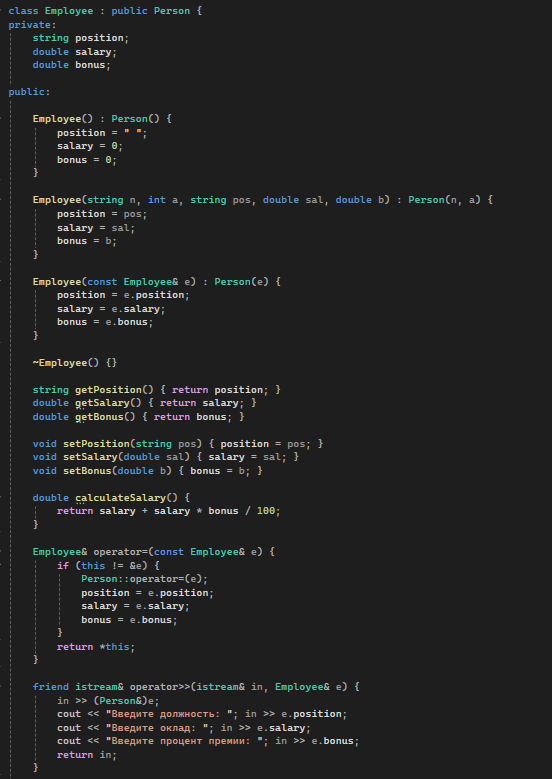 class Employee : public Person {
private:
    string position;
    double salary;
    double bonus;

public:

    Employee() : Person() {
        position = " ";
        salary = 0;
        bonus = 0;
    }

    Employee(string n, int a, string pos, double sal, double b) : Person(n, a) {
        position = pos;
        salary = sal;
        bonus = b;
    }

    Employee(const Employee& e) : Person(e) {
        position = e.position;
        salary = e.salary;
        bonus = e.bonus;
    }

    ~Employee() {}

    string getPosition() { return position; }
    double getSalary() { return salary; }
    double getBonus() { return bonus; }

    void setPosition(string pos) { position = pos; }
    void setSalary(double sal) { salary = sal; }
    void setBonus(double b) { bonus = b; }

    double calculateSalary() {
        return salary + salary * bonus / 100;
    }

    Employee& operator=(const Employee& e) {
        if (this != &e) {
            Person::operator=(e);
            position = e.position;
            salary = e.salary;
            bonus = e.bonus;
        }
        return *this;
    }

    friend istream& operator>>(istream& in, Employee& e) {
        in >> (Person&)e;
        cout << "Введите должность: "; in >> e.position;
        cout << "Введите оклад: "; in >> e.salary;
        cout << "Введите процент премии: "; in >> e.bonus;
        return in;
    }